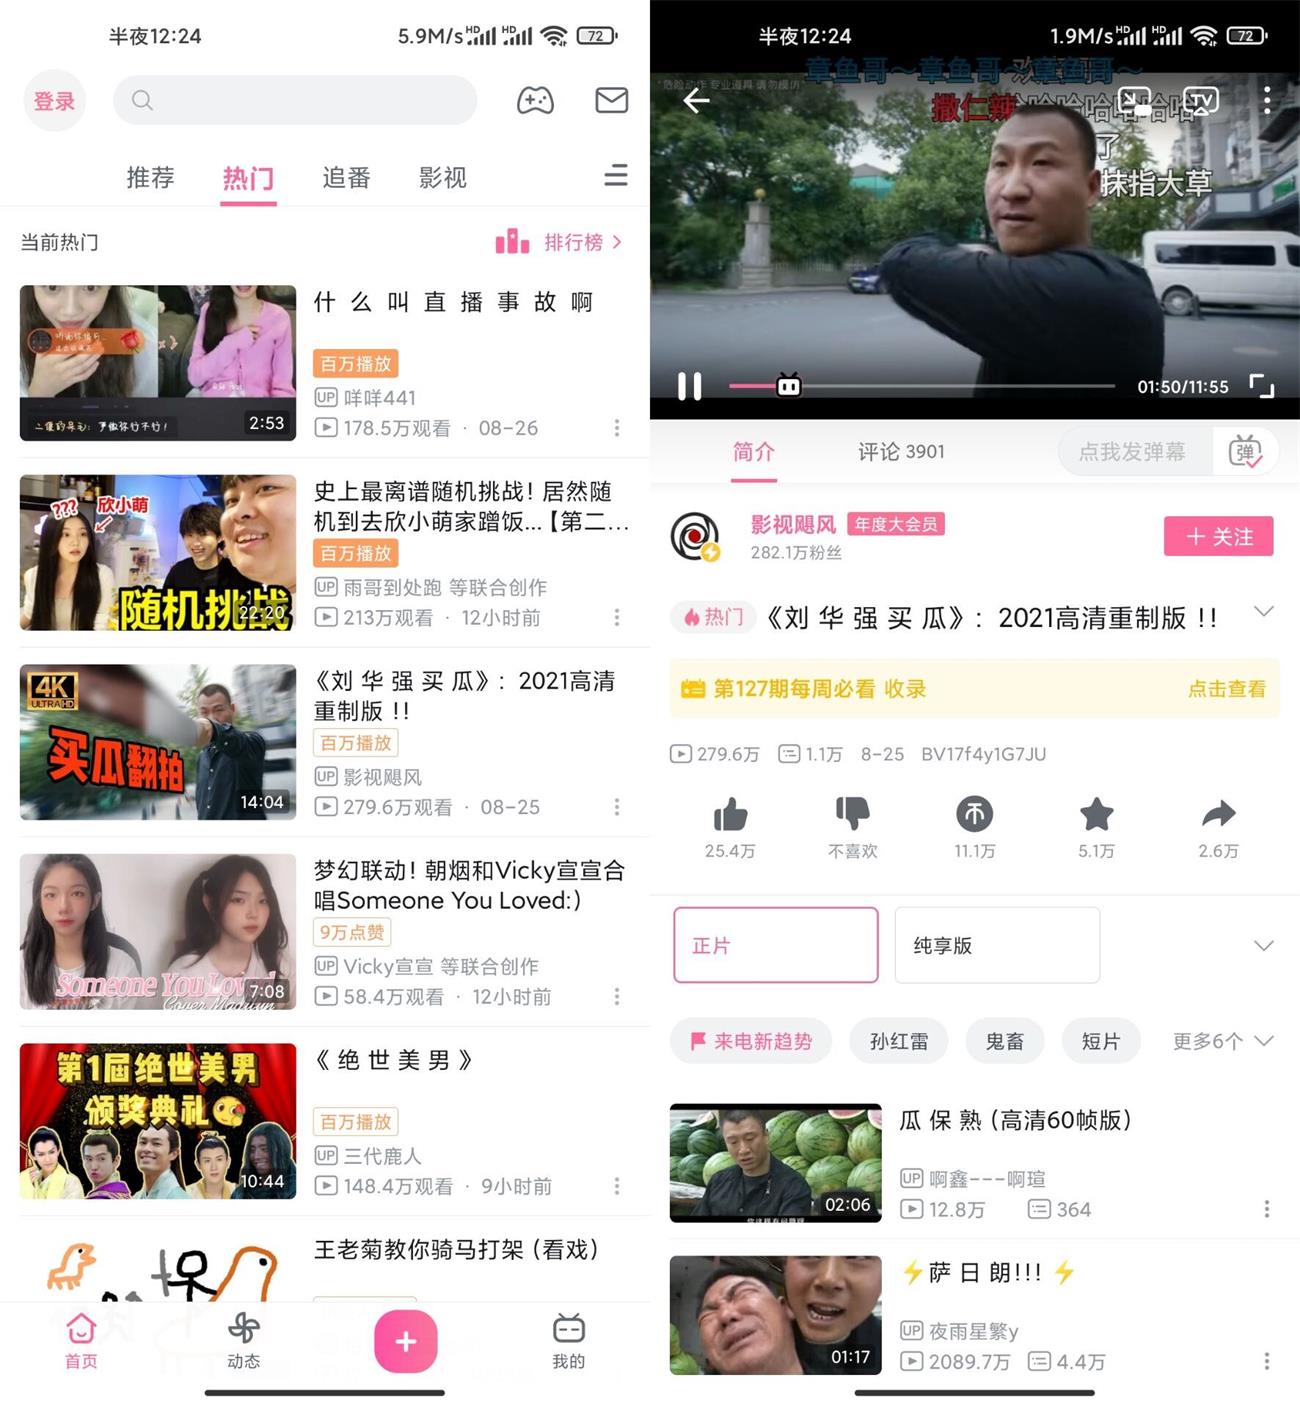 半夜12:24
5.9M/s HD HD 72
登录
推荐 热门 追番 影视
当前热门
排行榜
2:53
什 么 叫 直 播 事 故 啊
百万播放
UP 咩咩441
178.5万观看 · 08-26
???
欣小萌
随机挑战
22:20
史上最离谱随机挑战! 居然随
机到去欣小萌家蹭饭...【第二...
百万播放
UP 雨哥到处跑 等联合创作
213万观看 · 12小时前
4K
ULTRA HD
买瓜翻拍
14:04
《刘 华 强 买 瓜》: 2021高清
重制版 !!
百万播放
UP 影视飓风
279.6万观看 · 08-25
Someone You Loved
7:08
梦幻联动! 朝烟和Vicky宣宣合
唱Someone You Loved:)
9万点赞
UP Vicky宣宣 等联合创作
58.4万观看 · 12小时前
第1届绝世美男
颁奖典礼
10:44
《 绝 世 美 男 》
百万播放
UP 三代鹿人
148.4万观看 · 9小时前
王老菊教你骑马打架 (看戏)
首页
动态
我的
半夜12:24
1.9M/s HD HD 72
章鱼哥～章鱼哥～章鱼哥～
危险动作 专业道具 请勿模仿
TV
撒仁辣
了
抹指大草
01:50/11:55
简介
评论 3901
点我发弹幕
弹
影视飓风 年度大会员
282.1万粉丝
+ 关注
热门 《刘 华 强 买 瓜》: 2021高清重制版 !!
第127期每周必看 收录
点击查看
279.6万 1.1万 8-25 BV17f4y1G7JU
25.4万 不喜欢 11.1万 5.1万 2.6万
正片
纯享版
来电新趋势 孙红雷 鬼畜 短片 更多6个
02:06
瓜 保 熟 (高清60帧版)
UP 啊鑫---啊瑄
12.8万 364
01:17
⚡萨 日 朗!!! ⚡
UP 夜雨星繁y
2089.7万 4.4万